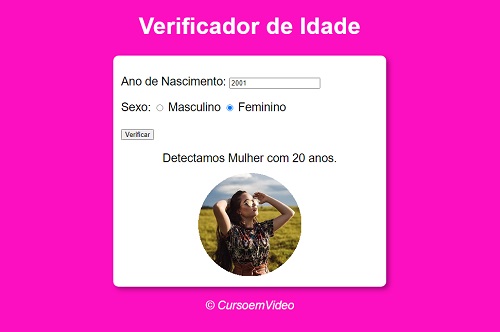 Verificador de Idade
Ano de Nascimento: 2001
Sexo: Masculino Feminino
Verificar
Detectamos Mulher com 20 anos.
© CursoemVideo